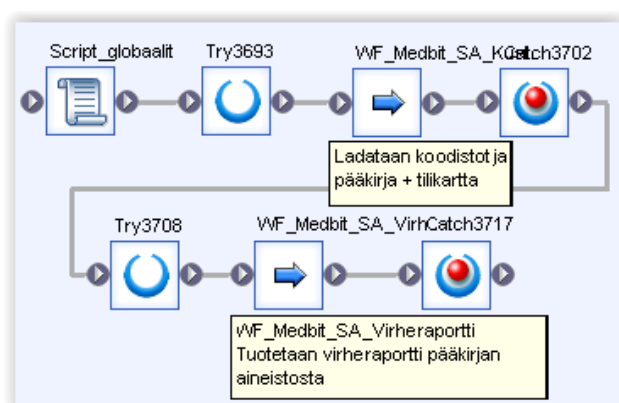 Script_globaalit
Try3693
WF_Medbit_SA_K
Catch3702
Ladataan koodistot ja
pääkirja + tilikartta
Try3708
WF_Medbit_SA_Virh
Catch3717
WF_Medbit_SA_Virheraportti
Tuotetaan virheraportti pääkirjan
aineistosta